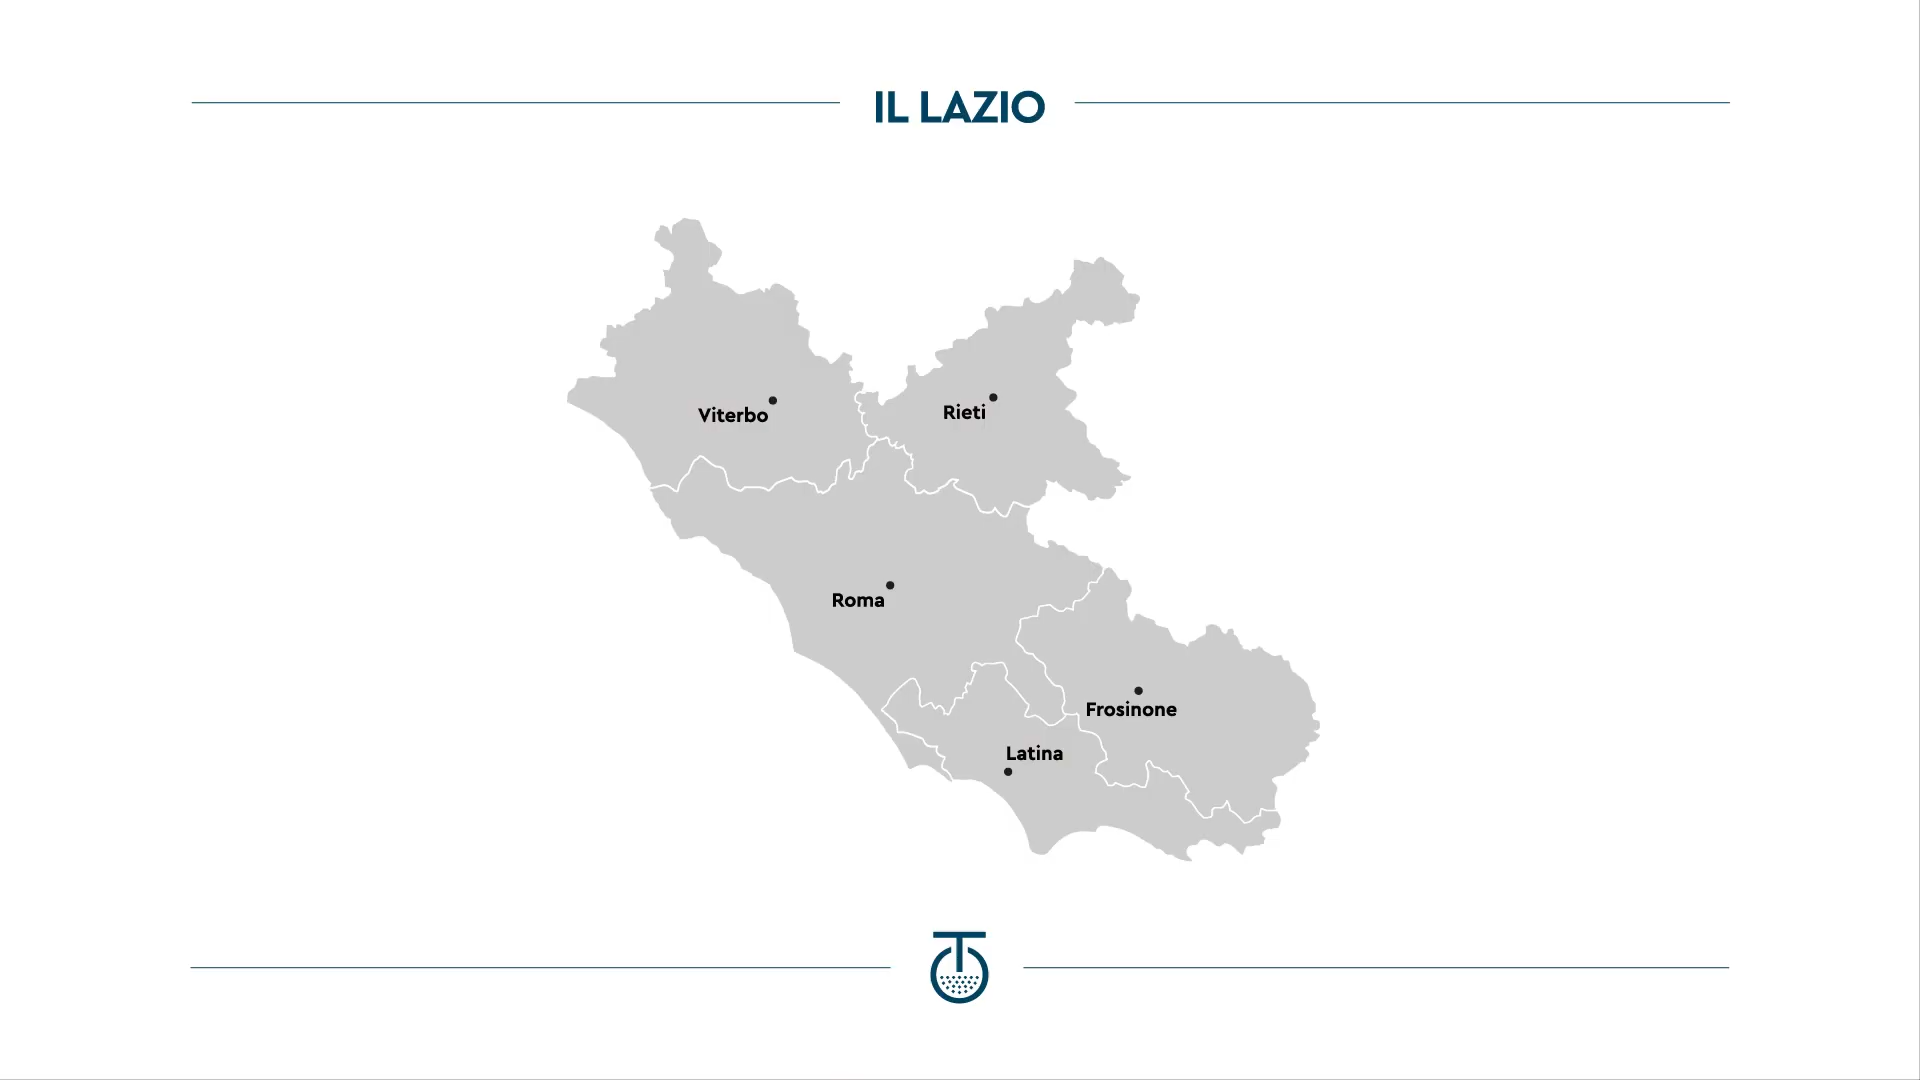 IL LAZIO
Viterbo
Rieti
Roma
Frosinone
Latina